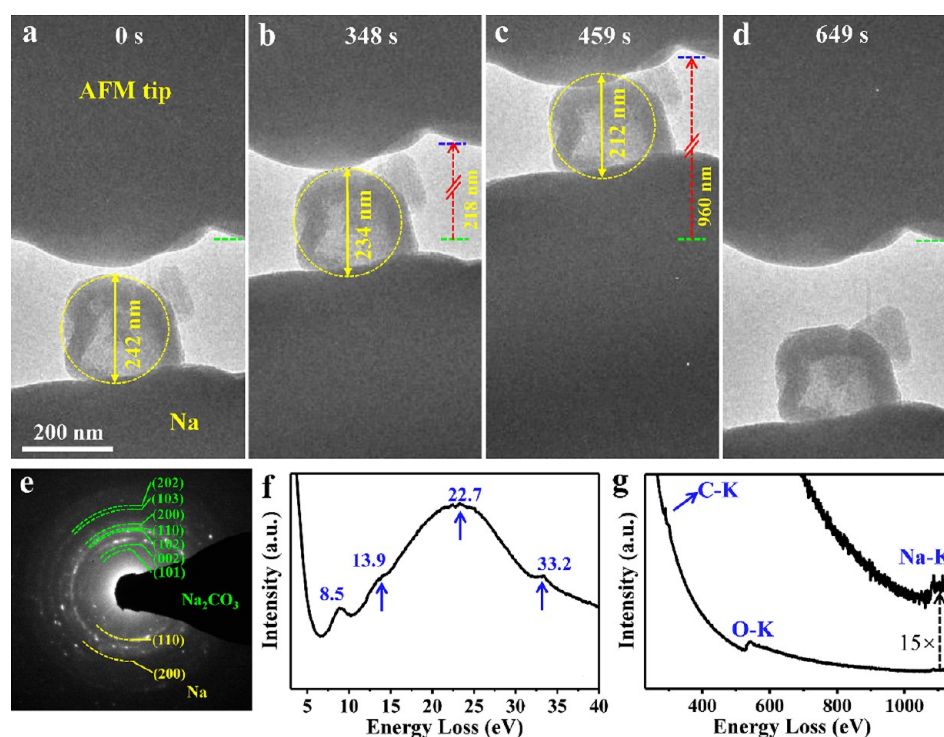 a
0 s
AFM tip
242 nm
200 nm
Na
b
348 s
234 nm
218 nm
c
459 s
212 nm
960 nm
d
649 s
e
(202)
(103)
(200)
(110)
(102)
(002)
(101)
Na₂CO₃
(110)
(200)
Na
f
Intensity (a.u.)
8.5
13.9
22.7
33.2
5 10 15 20 25 30 35 40
Energy Loss (eV)
g
Intensity (a.u.)
C-K
O-K
Na-K
15×
400 600 800 1000
Energy Loss (eV)